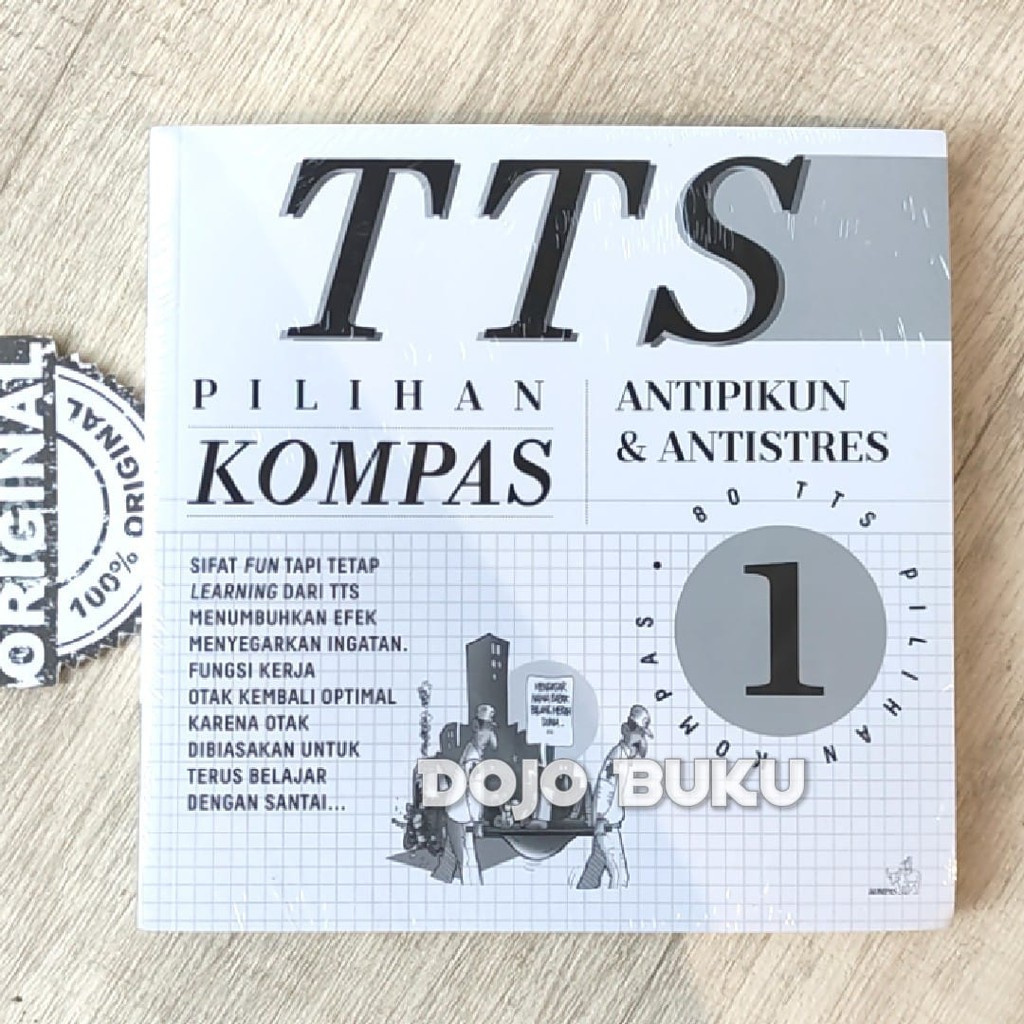 TTS
PILIHAN
KOMPAS
ANTIPIKUN
& ANTISTRES
80 TTS PILIHAN KOMPAS •
1
SIFAT FUN TAPI TETAP
LEARNING DARI TTS
MENUMBUHKAN EFEK
MENYEGARKAN INGATAN.
FUNGSI KERJA
OTAK KEMBALI OPTIMAL
KARENA OTAK
DIBIASAKAN UNTUK
TERUS BELAJAR
DENGAN SANTAI...
DOJO BUKU
ORIGINAL
100% ORIGINAL
ORIGINAL